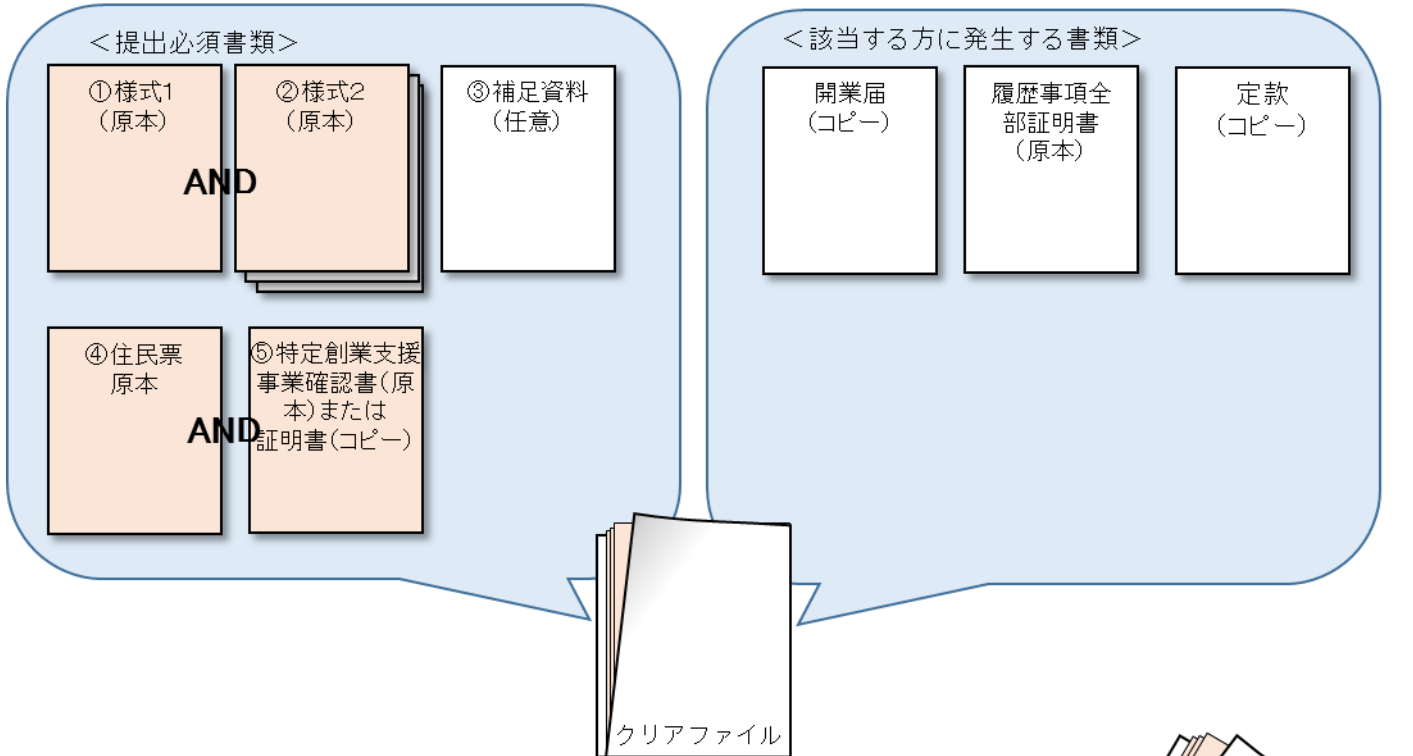 ＜提出必須書類＞
①様式1
（原本）
AND
②様式2
（原本）
③補足資料
（任意）
④住民票
原本
AND
⑤特定創業支援
事業確認書（原
本）または
証明書（コピー）
＜該当する方に発生する書類＞
開業届
（コピー）
履歴事項全
部証明書
（原本）
定款
（コピー）
クリアファイル